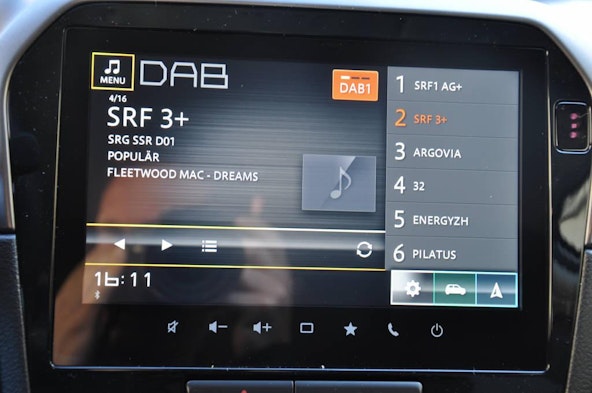 MENU
DAB
4/16
DAB1
SRF 3+
SRG SSR D01
POPULÄR
FLEETWOOD MAC - DREAMS
1 SRF1 AG+
2 SRF 3+
3 ARGOVIA
4 32
5 ENERGYZH
6 PILATUS
16:11